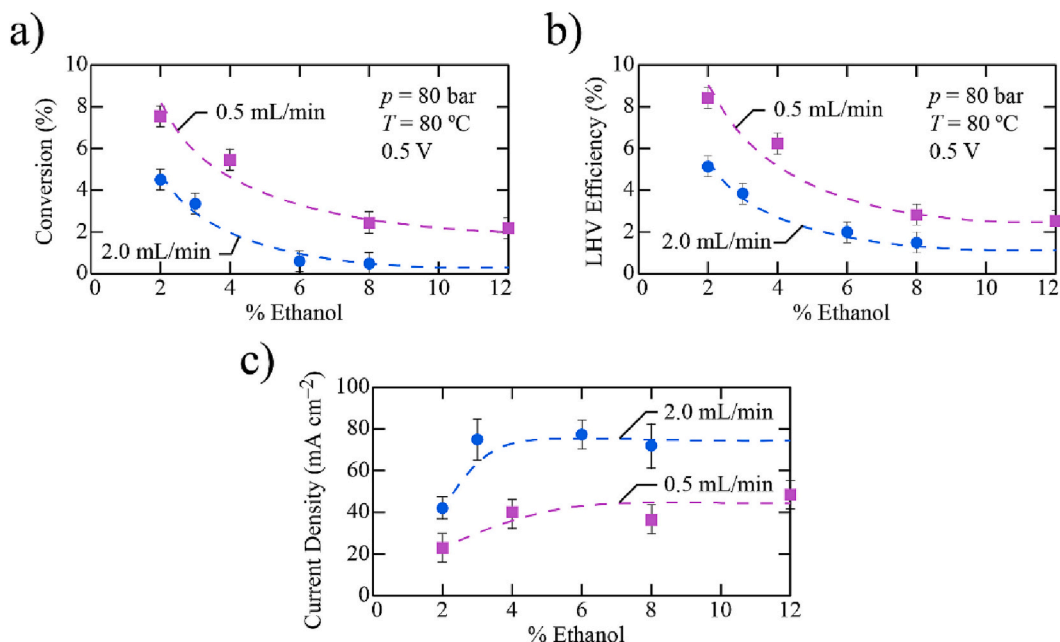 a)
10
8
6
4
2
0
Conversion (%)
0.5 mL/min
2.0 mL/min
p = 80 bar
T = 80 ºC
0.5 V
0 2 4 6 8 10 12
% Ethanol
b)
10
8
6
4
2
0
LHV Efficiency (%)
0.5 mL/min
2.0 mL/min
p = 80 bar
T = 80 ºC
0.5 V
0 2 4 6 8 10 12
% Ethanol
c)
100
80
60
40
20
0
Current Density (mA cm⁻²)
2.0 mL/min
0.5 mL/min
0 2 4 6 8 10 12
% Ethanol